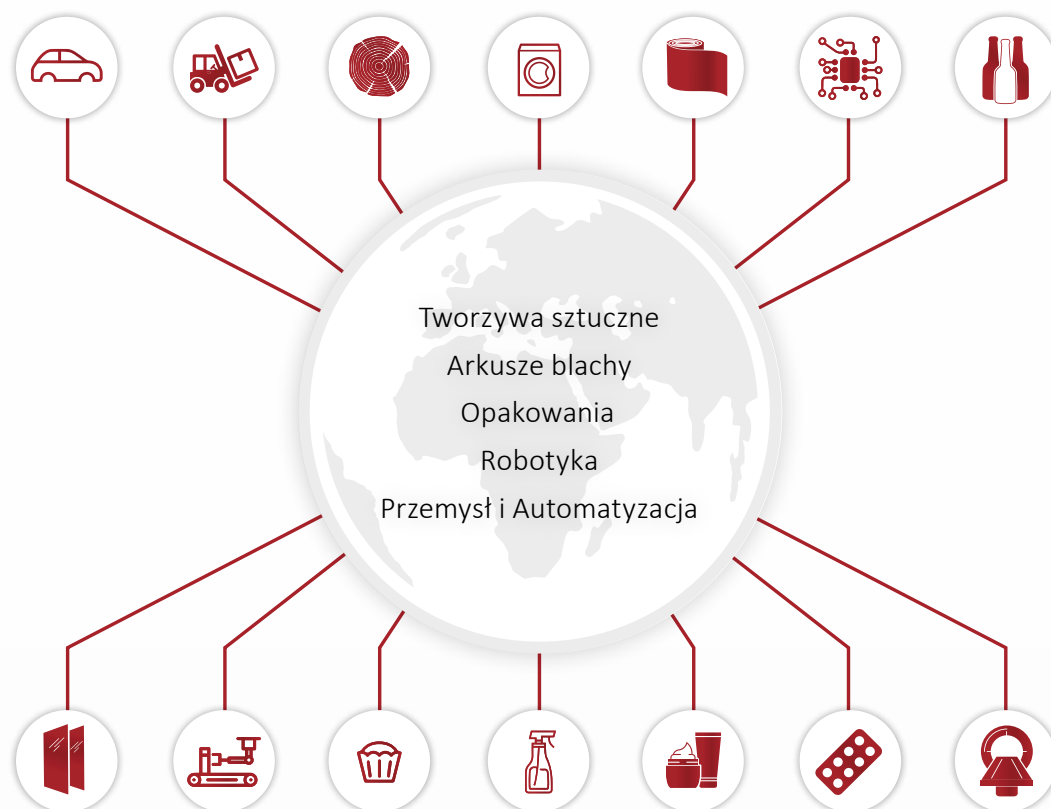 Tworzywa sztuczne
Arkusze blachy
Opakowania
Robotyka
Przemysł i Automatyzacja